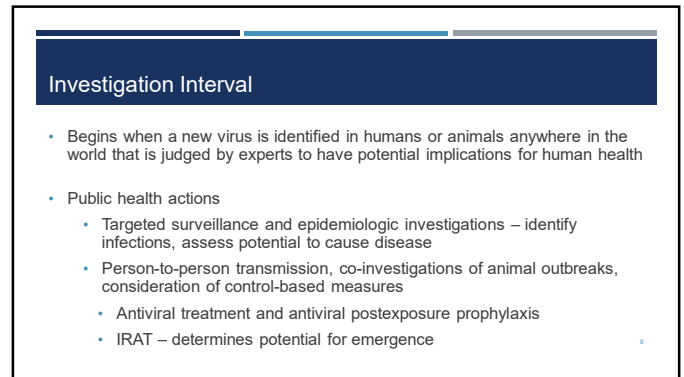 Investigation Interval
• Begins when a new virus is identified in humans or animals anywhere in the
world that is judged by experts to have potential implications for human health
• Public health actions
• Targeted surveillance and epidemiologic investigations – identify
infections, assess potential to cause disease
• Person-to-person transmission, co-investigations of animal outbreaks,
consideration of control-based measures
• Antiviral treatment and antiviral postexposure prophylaxis
• IRAT – determines potential for emergence
8